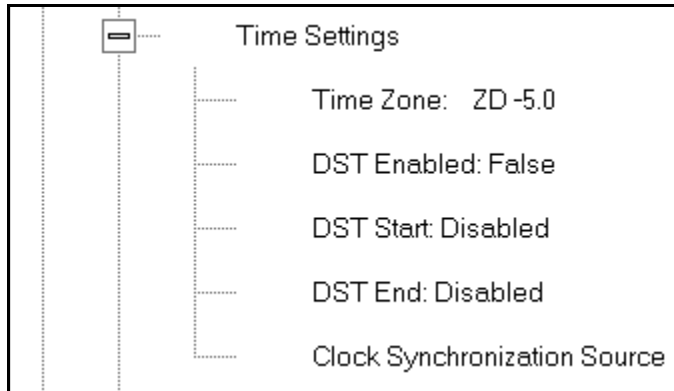 Time Settings
Time Zone: ZD -5.0
DST Enabled: False
DST Start: Disabled
DST End: Disabled
Clock Synchronization Source